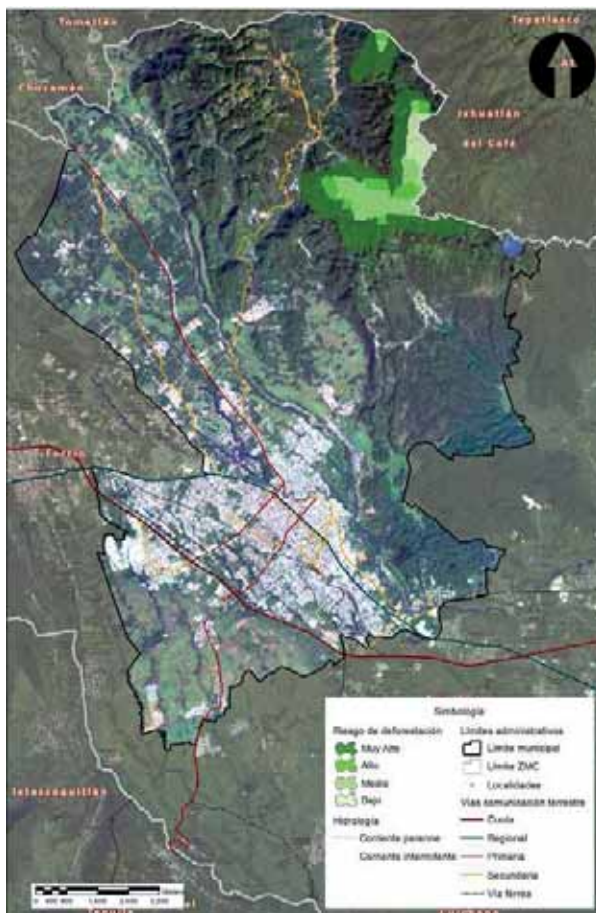 Tomatlán
Tepatlaxco
Chocamán
Ixhuatlán
del Café
Fortín
Ixtaczoquitlán
Simbología
Riesgo de deforestación
Muy Alto
Alto
Medio
Bajo
Hidrología
Corriente perenne
Corriente intermitente
Límites administrativos
Límite municipal
Límite ZMC
Localidades
Vías comunicación terrestre
Cuota
Regional
Primaria
Secundaria
Vía férrea